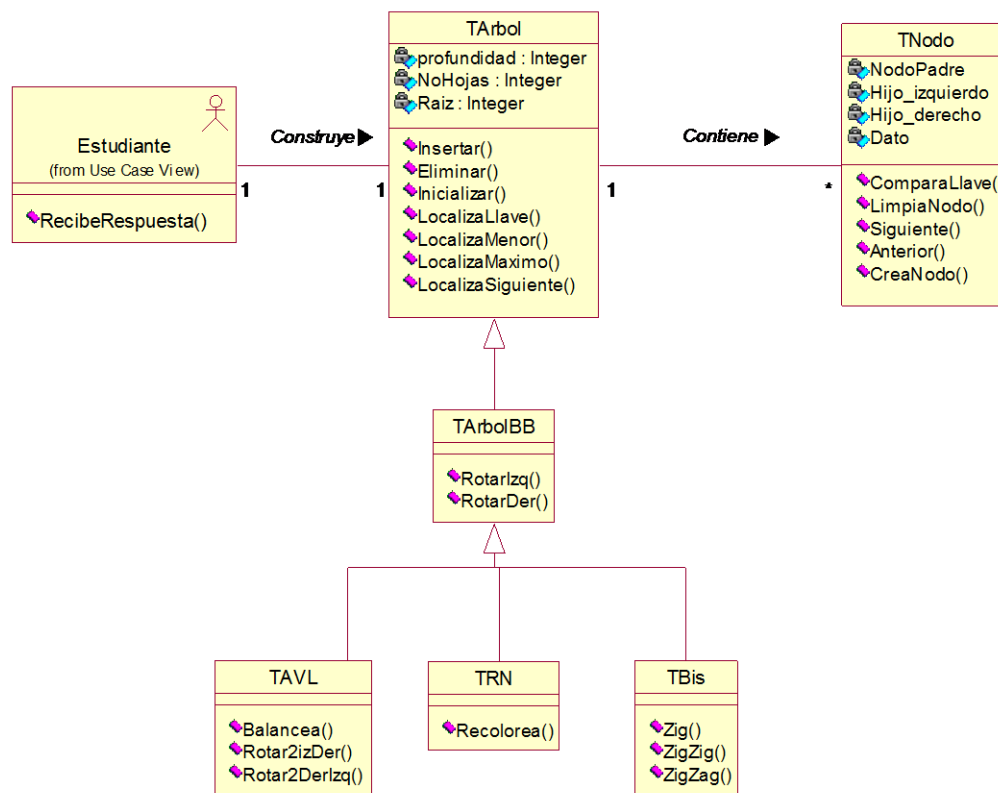 TArbol
profundidad : Integer
NoHojas : Integer
Raiz : Integer
Insertar()
Eliminar()
Inicializar()
LocalizaLlave()
LocalizaMenor()
LocalizaMaximo()
LocalizaSiguiente()
TNodo
NodoPadre
Hijo_izquierdo
Hijo_derecho
Dato
ComparaLlave(
LimpiaNodo()
Siguiente()
Anterior()
CreaNodo()
Estudiante
(from Use Case View)
RecibeRespuesta()
Construye
1
1
Contiene
1
*
TArbolBB
RotarIzq()
RotarDer()
TAVL
Balancea()
Rotar2izDer()
Rotar2DerIzq()
TRN
Recolorea()
TBis
Zig()
ZigZig()
ZigZag()